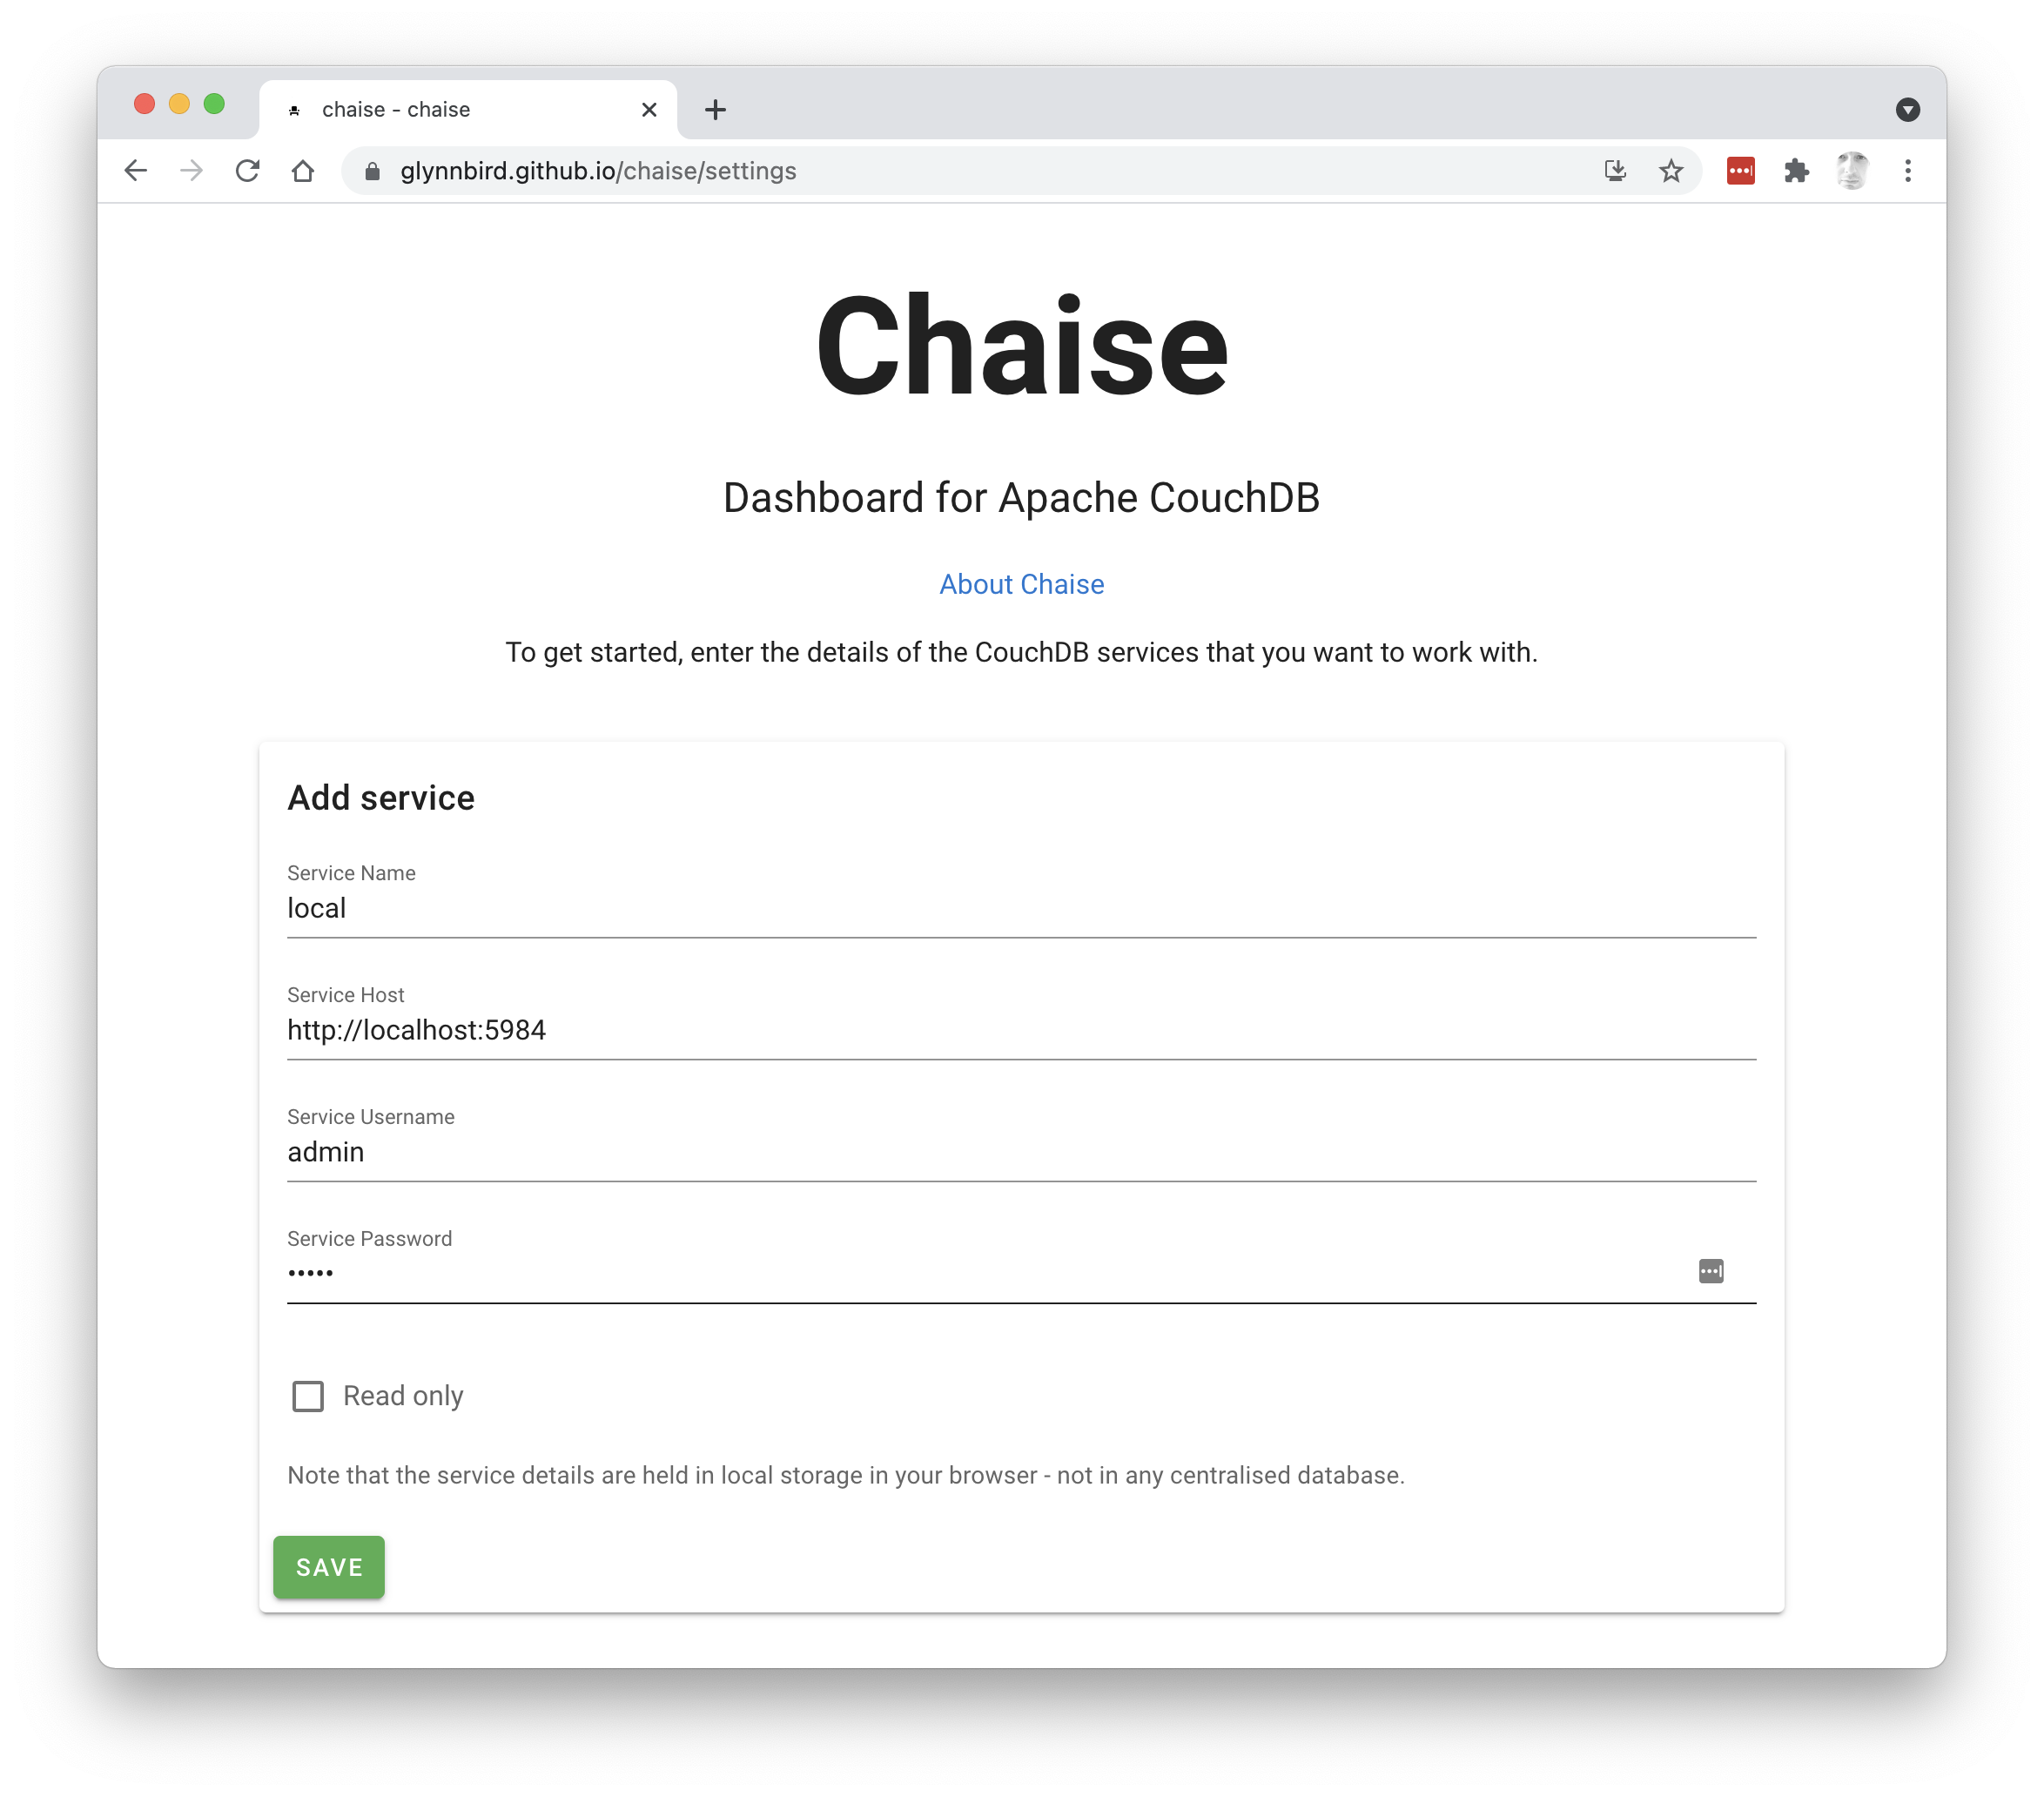 chaise - chaise
glynnbird.github.io/chaise/settings
Chaise
Dashboard for Apache CouchDB
About Chaise
To get started, enter the details of the CouchDB services that you want to work with.
Add service
Service Name
local
Service Host
http://localhost:5984
Service Username
admin
Service Password
•••••
Read only
Note that the service details are held in local storage in your browser - not in any centralised database.
SAVE